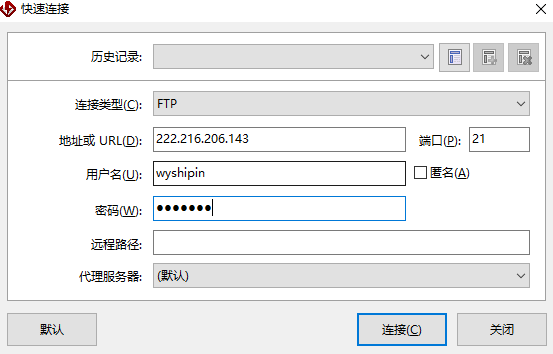 快速连接
历史记录:
连接类型(C): FTP
地址或 URL(D): 222.216.206.143 端口(P): 21
用户名(U): wyshipin 匿名(A)
密码(W): ●●●●●●●
远程路径:
代理服务器: (默认)
默认 连接(C) 关闭